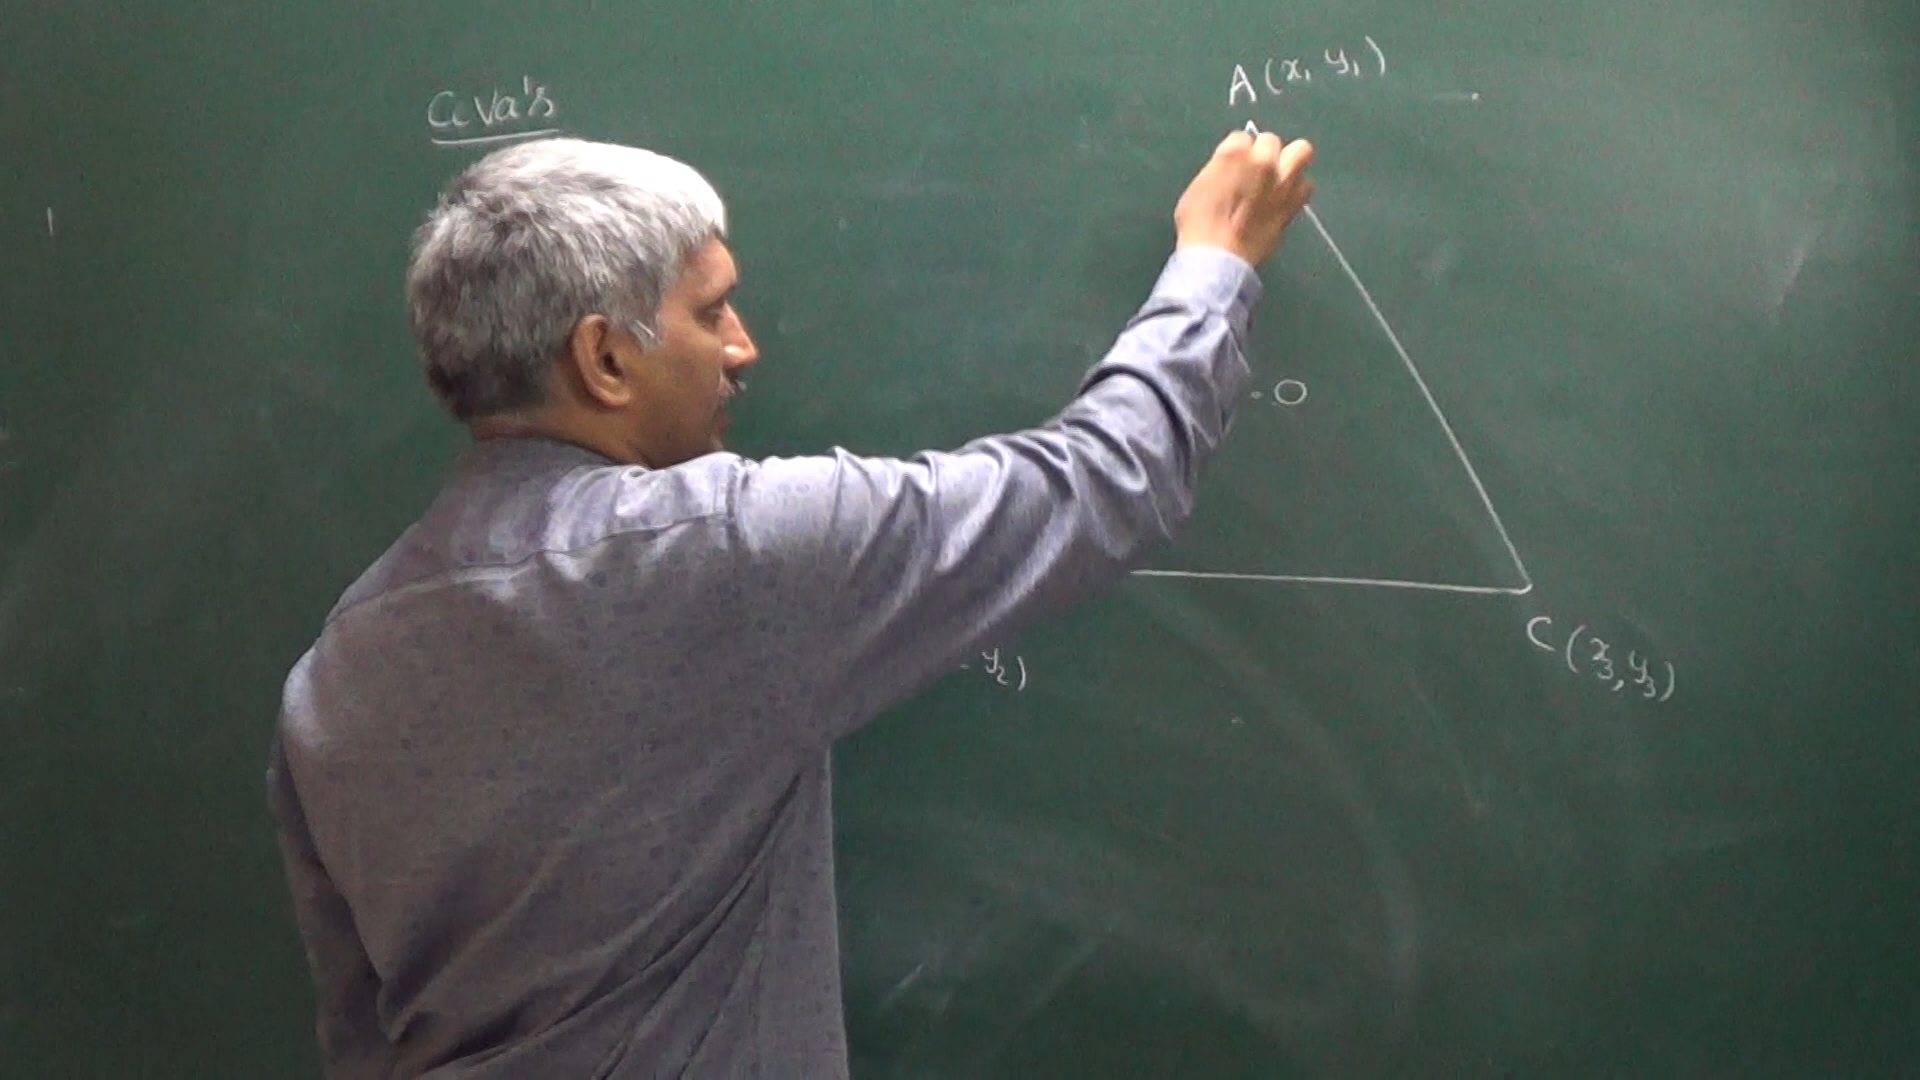 Ceva's
A (x₁ y₁)
. O
y₂)
C (x₃, y₃)